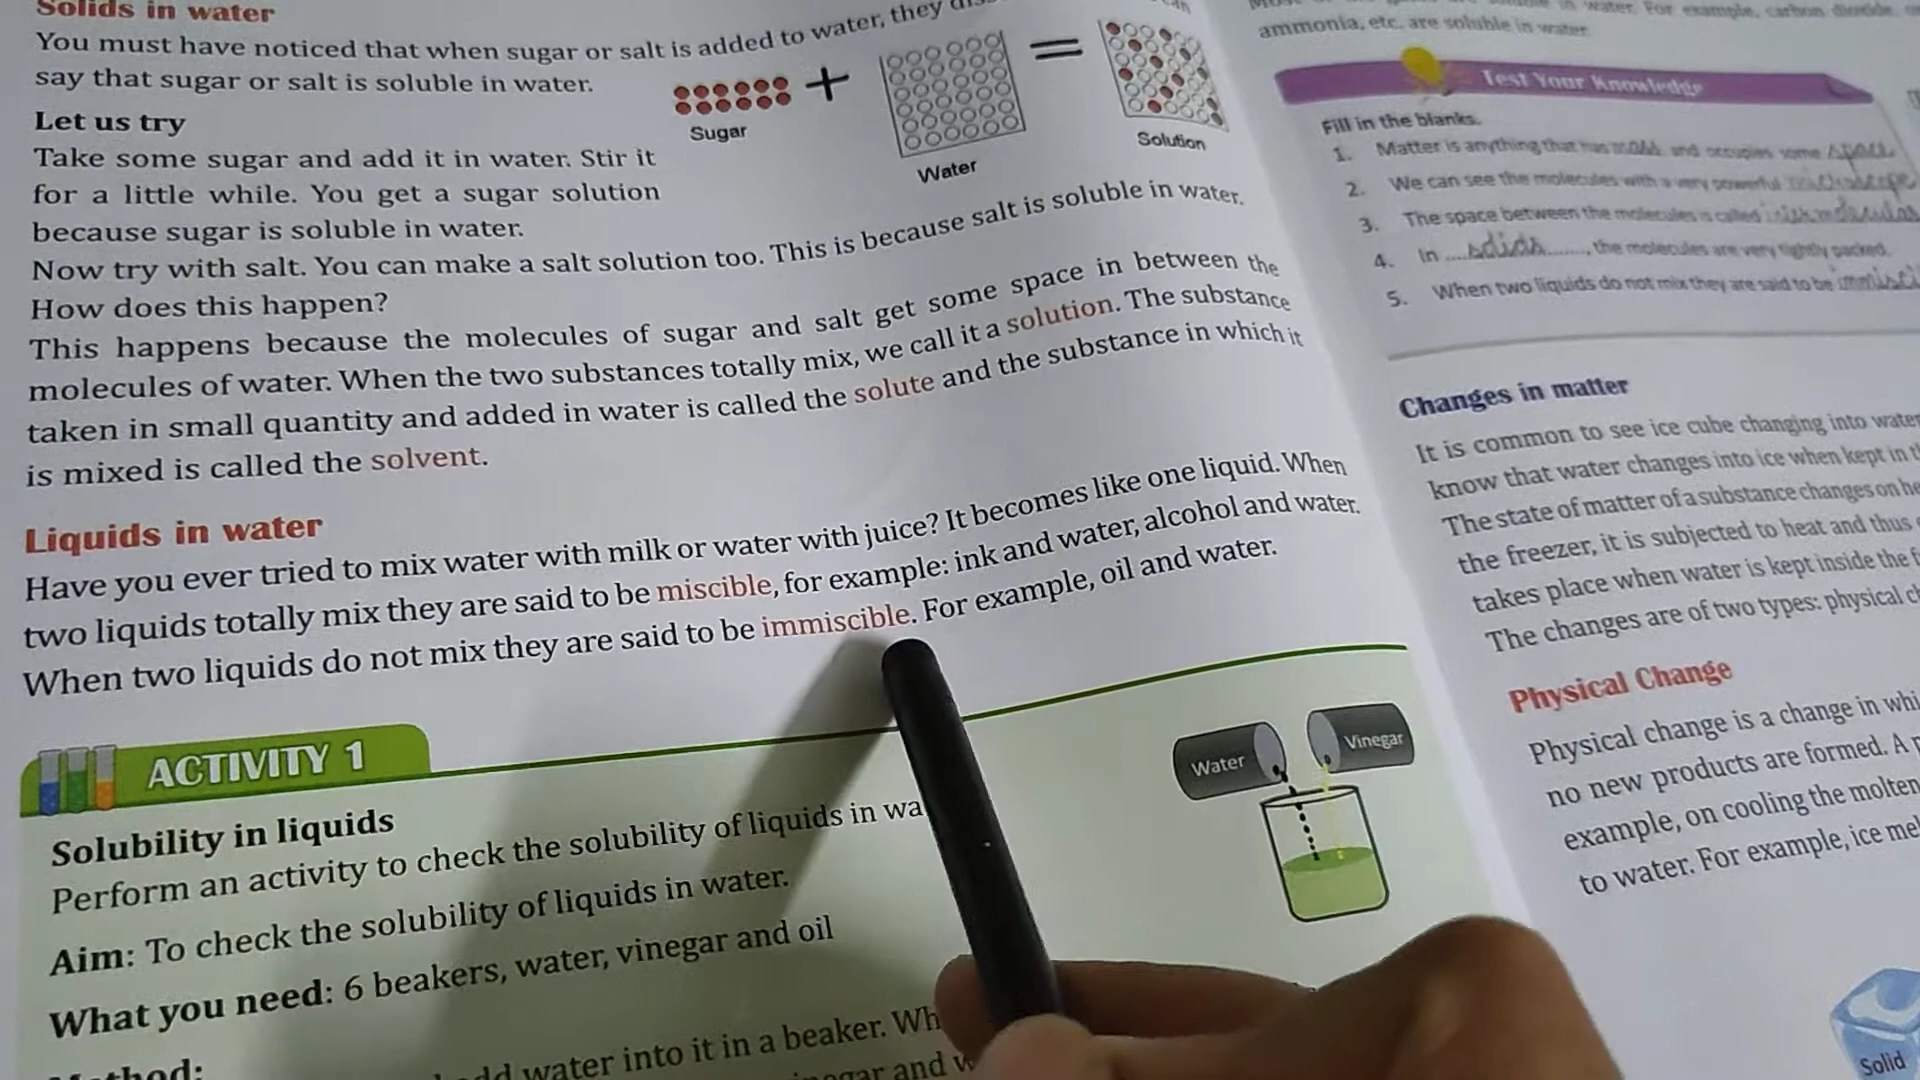 Solids in water
You must have noticed that when sugar or salt is added to water, they
say that sugar or salt is soluble in water.
Let us try
Take some sugar and add it in water. Stir it
for a little while. You get a sugar solution
because sugar is soluble in water.
Sugar
Water
Solution
Now try with salt. You can make a salt solution too. This is because salt is soluble in water.
How does this happen?
This happens because the molecules of sugar and salt get some space in between the
molecules of water. When the two substances totally mix, we call it a solution. The substance
taken in small quantity and added in water is called the solute and the substance in which it
is mixed is called the solvent.
Liquids in water
Have you ever tried to mix water with milk or water with juice? It becomes like one liquid. When
two liquids totally mix they are said to be miscible, for example: ink and water, alcohol and water.
When two liquids do not mix they are said to be immiscible. For example, oil and water.
ACTIVITY 1
Solubility in liquids
Perform an activity to check the solubility of liquids in wa
Aim: To check the solubility of liquids in water.
What you need: 6 beakers, water, vinegar and oil
add water into it in a beaker. Wh
and w
Water
Vinegar
in water. For example, carbon dioxide,
ammonia, etc. are soluble in water.
Test Your Knowledge
Fill in the blanks.
1. Matter is anything that has mass and occupies some space
2. We can see the molecules with a very powerful microscope
3. The space between the molecules is called
4. In solids, the molecules are very tightly packed.
5. When two liquids do not mix they are said to be immisci
Changes in matter
It is common to see ice cube changing into water
know that water changes into ice when kept in t
The state of matter of a substance changes on he
the freezer, it is subjected to heat and thus
takes place when water is kept inside the f
The changes are of two types: physical c
Physical Change
Physical change is a change in whi
no new products are formed. A p
example, on cooling the molten
to water. For example, ice mel
Solid